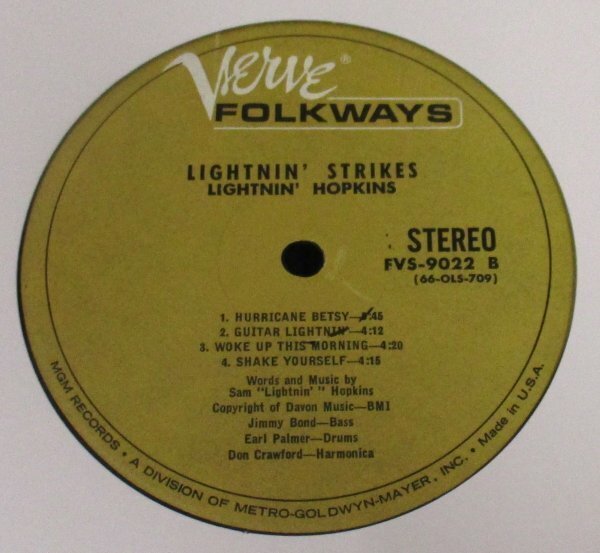 Verve®
FOLKWAYS
LIGHTNIN' STRIKES
LIGHTNIN' HOPKINS
STEREO
FVS-9022 B
(66-OLS-709)
1. HURRICANE BETSY—
2. GUITAR LIGHTNIN'—4:12
3. WOKE UP THIS MORNING—4:20
4. SHAKE YOURSELF—4:15
Words and Music by
Sam "Lightnin' " Hopkins
Copyright of Davon Music—BMI
Jimmy Bond—Bass
Earl Palmer—Drums
Don Crawford—Harmonica
MGM RECORDS • A DIVISION OF METRO-GOLDWYN-MAYER, INC. • Made in U.S.A.